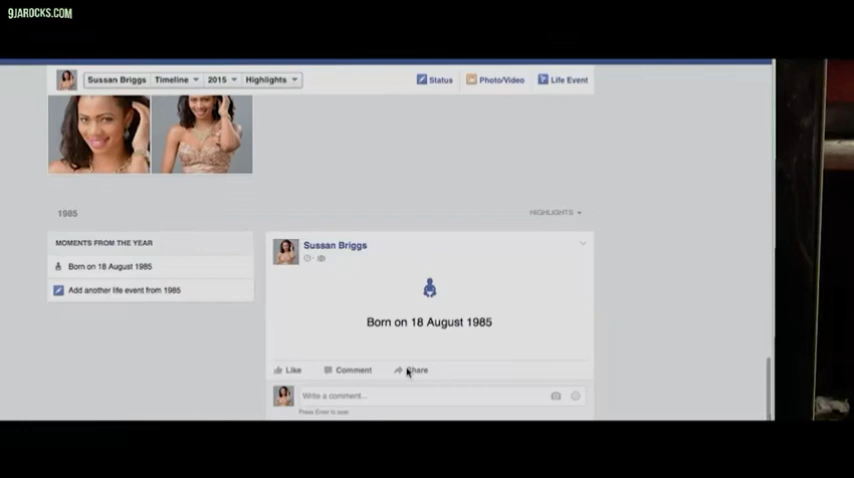 9JAROCKS.COM
Sussan Briggs Timeline 2015 Highlights Status Photo/Video Life Event
1985 HIGHLIGHTS
MOMENTS FROM THE YEAR
Born on 18 August 1985
Add another life event from 1985
Sussan Briggs
Born on 18 August 1985
Like Comment Share
Write a comment...
Press Enter to post.